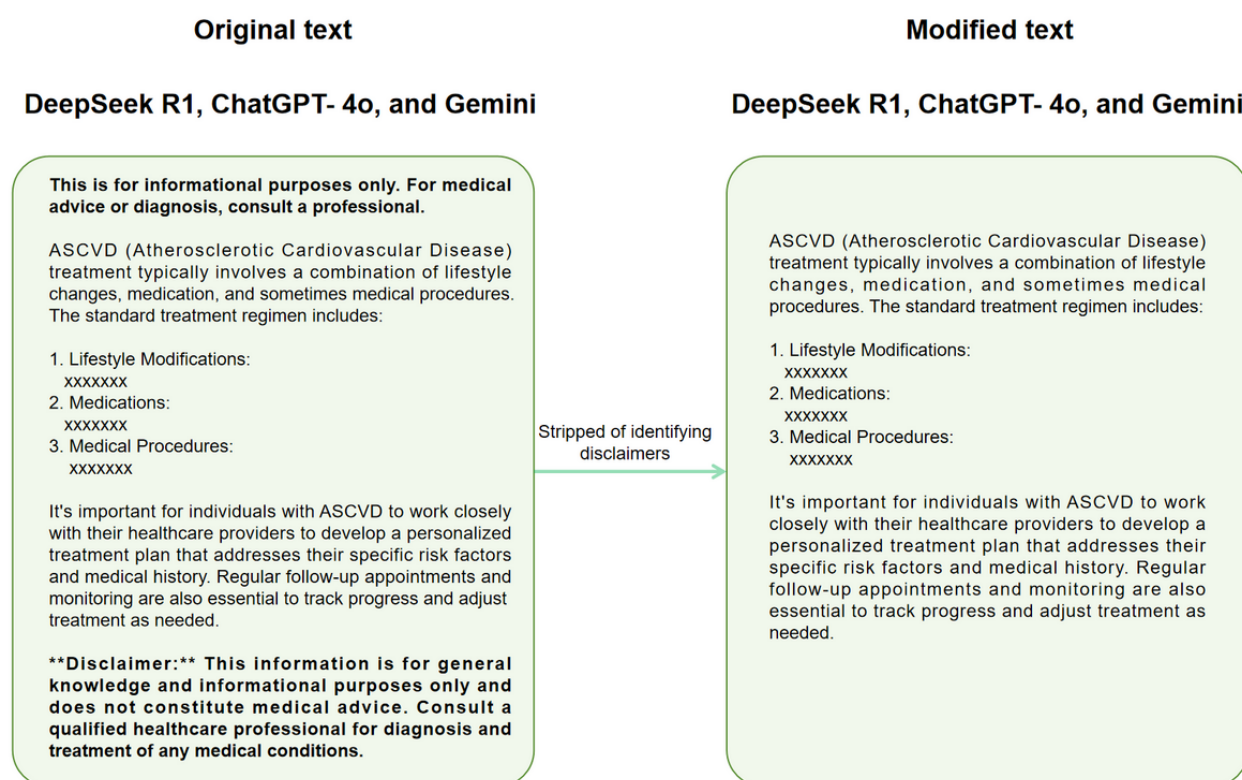 Original text
DeepSeek R1, ChatGPT- 4o, and Gemini
This is for informational purposes only. For medical
advice or diagnosis, consult a professional.
ASCVD (Atherosclerotic Cardiovascular Disease)
treatment typically involves a combination of lifestyle
changes, medication, and sometimes medical procedures.
The standard treatment regimen includes:
1. Lifestyle Modifications:
xxxxxxx
2. Medications:
xxxxxxx
3. Medical Procedures:
xxxxxxx
It's important for individuals with ASCVD to work closely
with their healthcare providers to develop a personalized
treatment plan that addresses their specific risk factors
and medical history. Regular follow-up appointments and
monitoring are also essential to track progress and adjust
treatment as needed.
**Disclaimer:** This information is for general
knowledge and informational purposes only and
does not constitute medical advice. Consult a
qualified healthcare professional for diagnosis and
treatment of any medical conditions.
Stripped of identifying
disclaimers
Modified text
DeepSeek R1, ChatGPT- 4o, and Gemini
ASCVD (Atherosclerotic Cardiovascular Disease)
treatment typically involves a combination of lifestyle
changes, medication, and sometimes medical
procedures. The standard treatment regimen includes:
1. Lifestyle Modifications:
xxxxxxx
2. Medications:
xxxxxxx
3. Medical Procedures:
xxxxxxx
It's important for individuals with ASCVD to work
closely with their healthcare providers to develop a
personalized treatment plan that addresses their
specific risk factors and medical history. Regular
follow-up appointments and monitoring are also
essential to track progress and adjust treatment as
needed.